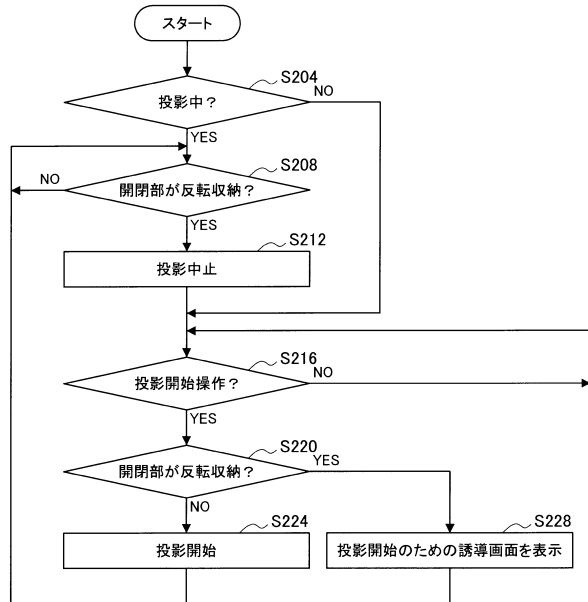 スタート
S204
投影中？
NO
YES
S208
開閉部が反転収納？
NO
YES
S212
投影中止
S216
投影開始操作？
NO
YES
S220
開閉部が反転収納？
YES
NO
S224
投影開始
S228
投影開始のための誘導画面を表示